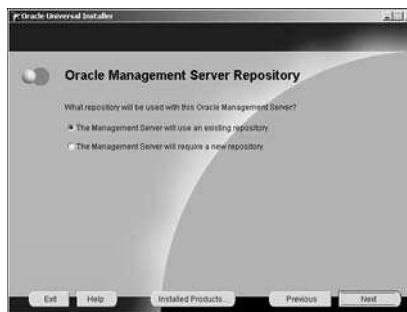 Oracle Universal Installer
Oracle Management Server Repository
What repository will be used with this Oracle Management Server?
The Management Server will use an existing repository.
The Management Server will require a new repository.
Exit
Help
Installed Products...
Previous
Next